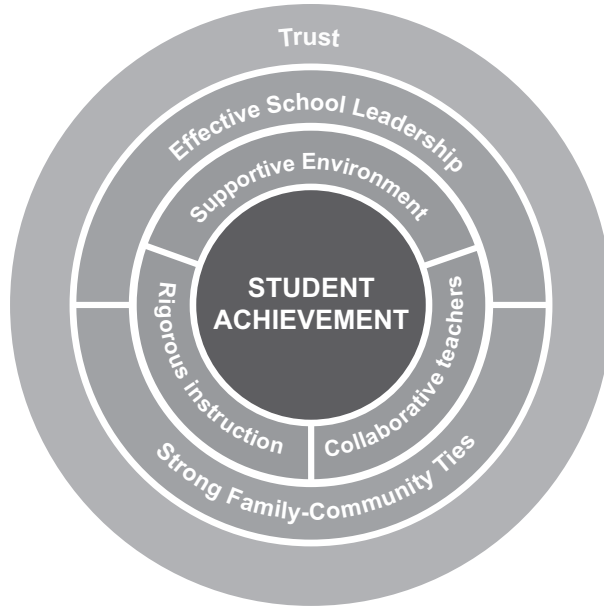 Trust
Effective School Leadership
Supportive Environment
STUDENT
ACHIEVEMENT
Rigorous instruction
Collaborative teachers
Strong Family-Community Ties